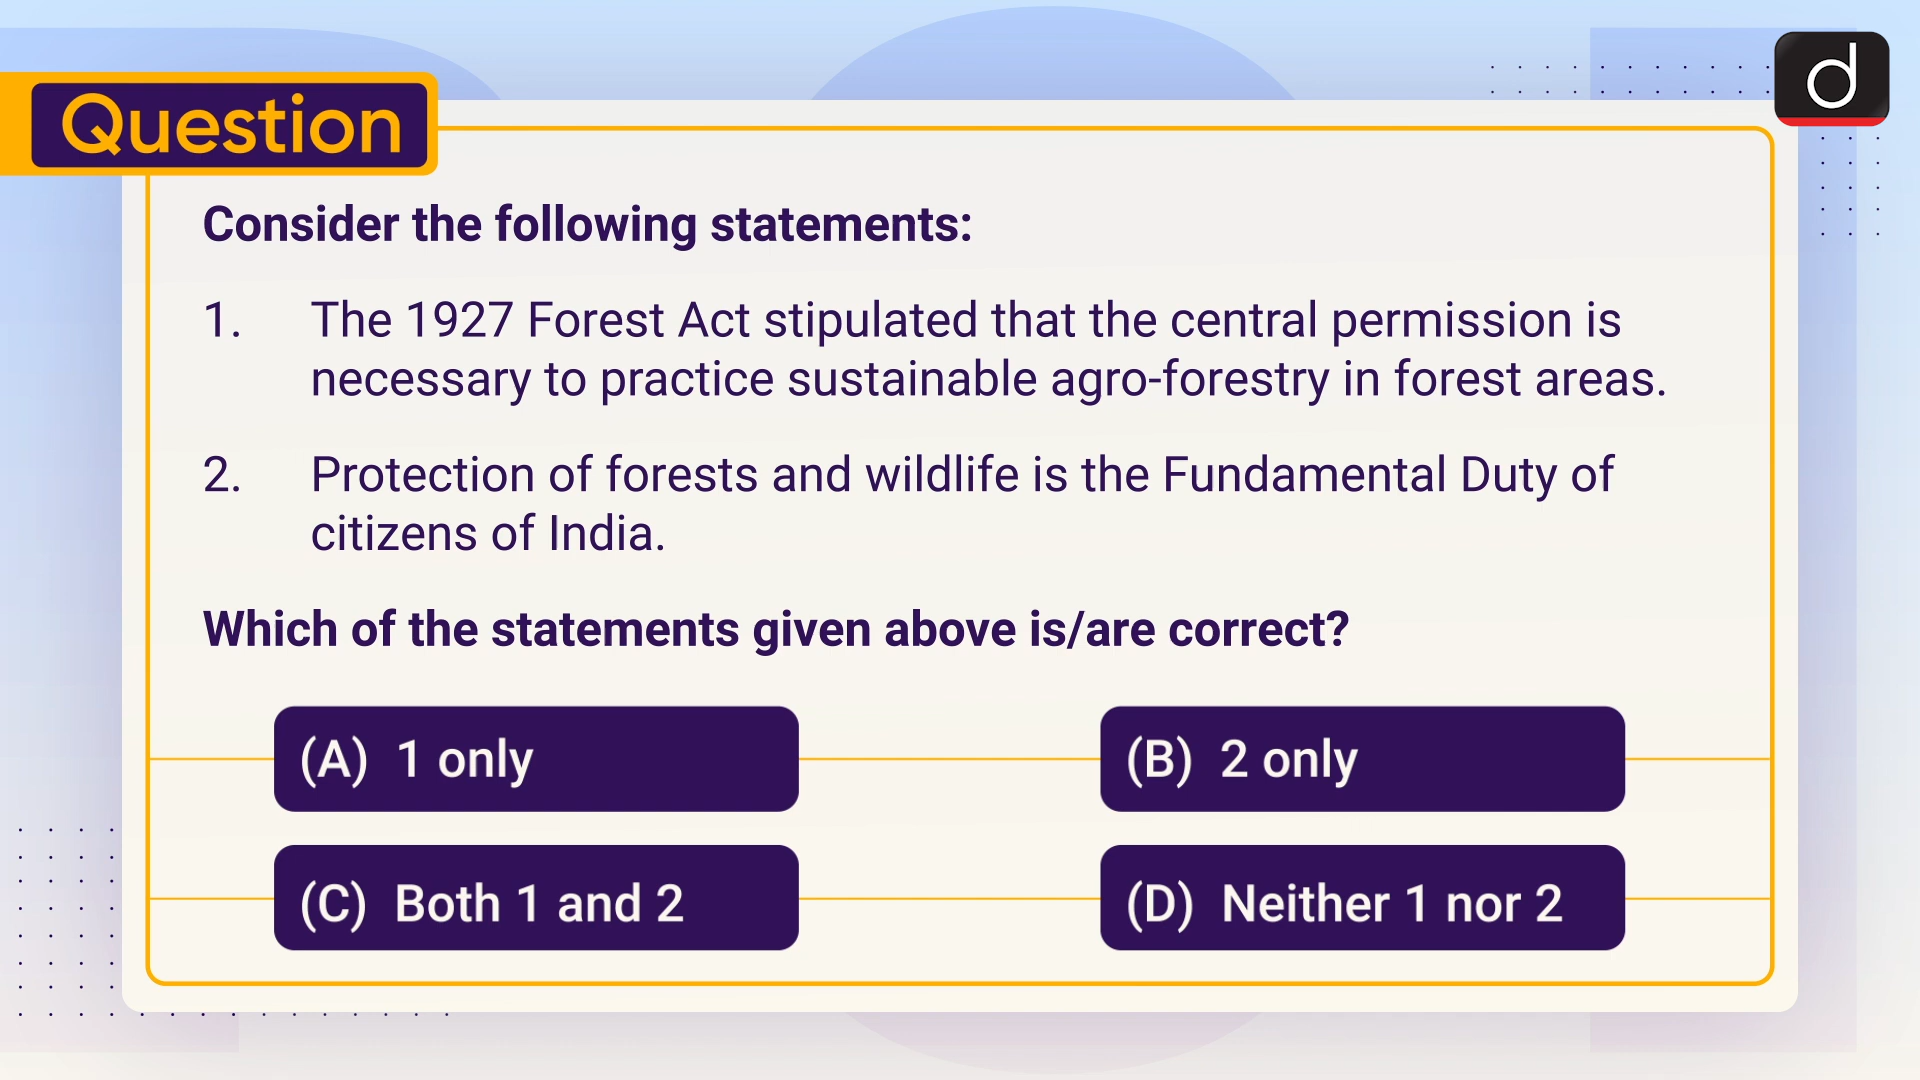 Question
Consider the following statements:
1. The 1927 Forest Act stipulated that the central permission is
necessary to practice sustainable agro-forestry in forest areas.
2. Protection of forests and wildlife is the Fundamental Duty of
citizens of India.
Which of the statements given above is/are correct?
(A) 1 only
(B) 2 only
(C) Both 1 and 2
(D) Neither 1 nor 2
d